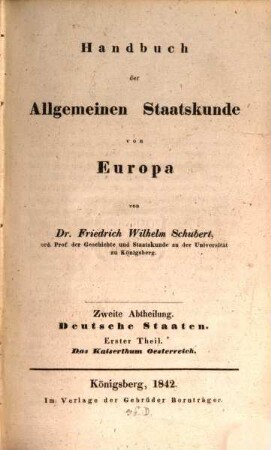 Handbuch
der
Allgemeinen Staatskunde
von
Europa
von
Dr. Friedrich Wilhelm Schubert,
ord. Prof. der Geschichte und Staatskunde zu der Universität
zu Königsberg.
Zweite Abtheilung.
Deutsche Staaten.
Erster Theil.
Das Kaiserthum Oesterreich.
Königsberg, 1842.
Im Verlage der Gebrüder Bornträger.